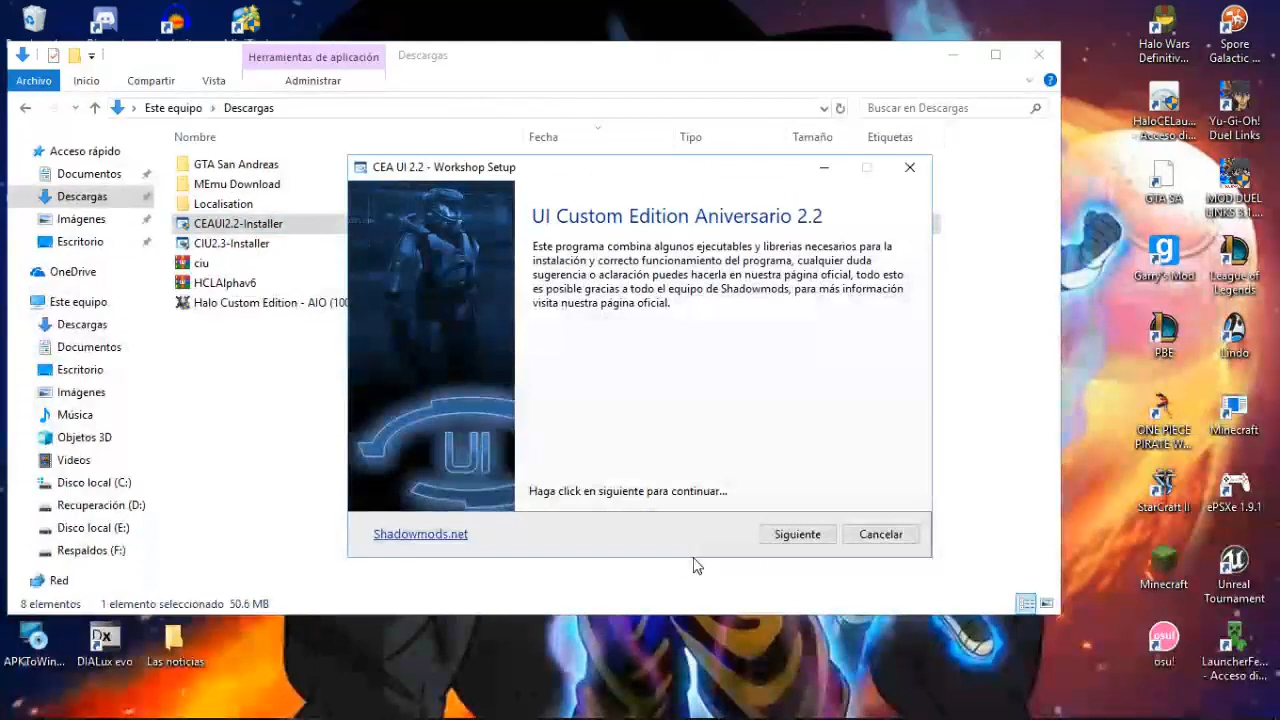 Herramientas de aplicación
Descargas
Archivo
Inicio
Compartir
Vista
Administrar
Este equipo
Descargas
Buscar en Descargas
Nombre
Fecha
Tipo
Tamaño
Etiquetas
Acceso rápido
Documentos
Descargas
Imágenes
Escritorio
OneDrive
Este equipo
Descargas
Documentos
Escritorio
Imágenes
Música
Objetos 3D
Videos
Disco local (C:)
Recuperación (D:)
Disco local (E:)
Respaldos (F:)
Red
GTA San Andreas
MEmu Download
Localisation
CEAUI2.2-Installer
CIU2.3-Installer
ciu
HCLAlphav6
Halo Custom Edition - AIO (100
CEA UI 2.2 - Workshop Setup
UI Custom Edition Aniversario 2.2
Este programa combina algunos ejecutables y librerias necesarios para la
instalación y correcto funcionamiento del programa, cualquier duda
sugerencia o aclaración puedes hacerla en nuestra página oficial, todo esto
es posible gracias a todo el equipo de Shadowmods, para más información
visita nuestra página oficial.
UI
Haga click en siguiente para continuar...
Shadowmods.net
Siguiente
Cancelar
8 elementos
1 elemento seleccionado 50.6 MB
Halo Wars
Definitiv...
Spore
Galactic ...
HaloCELau...
- Acceso di...
Yu-Gi-Oh!
Duel Links
GTA SA
MOD DUEL
LINKS 3.1....
Garry's Mod
League of
Legends
PBE
Lindo
ONE PIECE
PIRATE W...
Minecraft
StarCraft II
ePSXe 1.9.1
Minecraft
Unreal
Tournament
osu!
osu!
LauncherFe...
- Acceso di...
APKToWin...
Dx
DIALux evo
Las noticias